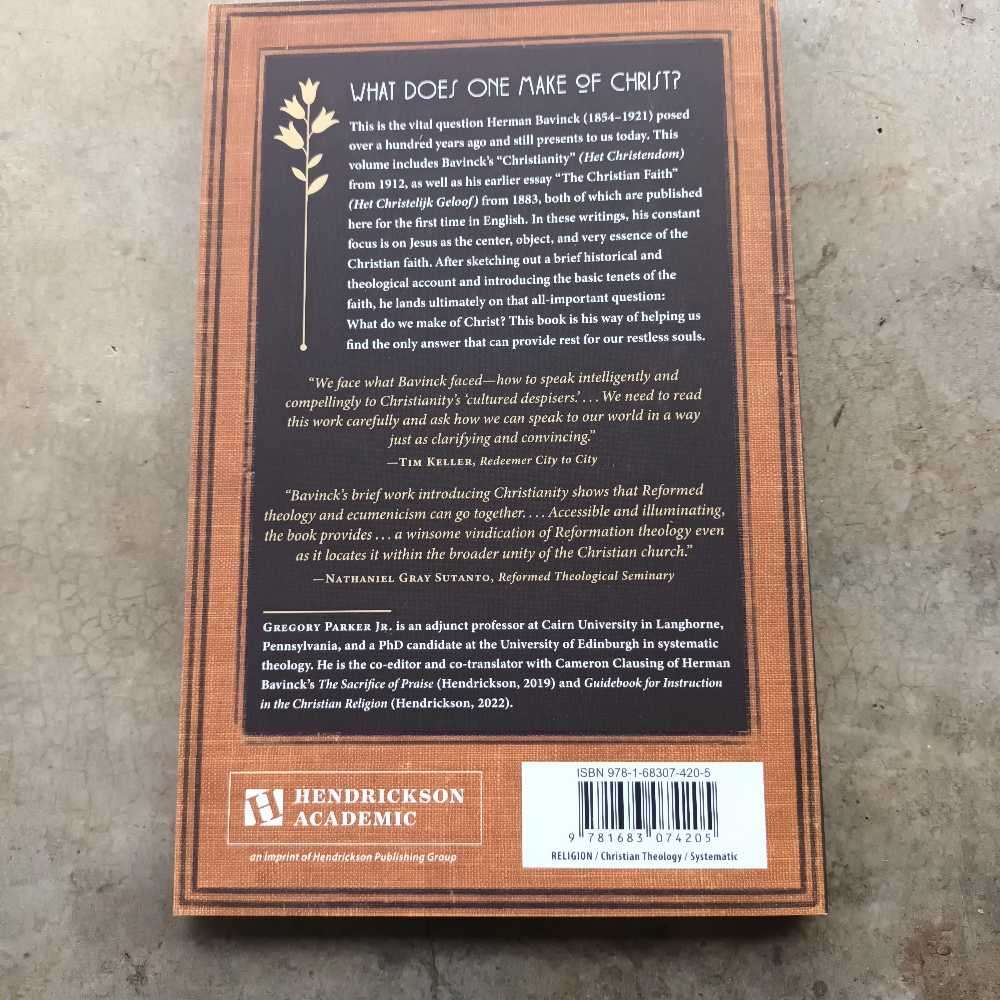 WHAT DOES ONE MAKE OF CHRIST?
This is the vital question Herman Bavinck (1854–1921) posed
over a hundred years ago and still presents to us today. This
volume includes Bavinck's "Christianity" (Het Christendom)
from 1912, as well as his earlier essay "The Christian Faith"
(Het Christelijk Geloof) from 1883, both of which are published
here for the first time in English. In these writings, his constant
focus is on Jesus as the center, object, and very essence of the
Christian faith. After sketching out a brief historical and
theological account and introducing the basic tenets of the
faith, he lands ultimately on that all-important question:
What do we make of Christ? This book is his way of helping us
find the only answer that can provide rest for our restless souls.
"We face what Bavinck faced—how to speak intelligently and
compellingly to Christianity's 'cultured despisers.' . . . We need to read
this work carefully and ask how we can speak to our world in a way
just as clarifying and convincing."
—TIM KELLER, Redeemer City to City
"Bavinck's brief work introducing Christianity shows that Reformed
theology and ecumenicism can go together. . . . Accessible and illuminating,
the book provides . . . a winsome vindication of Reformation theology even
as it locates it within the broader unity of the Christian church."
—NATHANIEL GRAY SUTANTO, Reformed Theological Seminary
GREGORY PARKER JR. is an adjunct professor at Cairn University in Langhorne,
Pennsylvania, and a PhD candidate at the University of Edinburgh in systematic
theology. He is the co-editor and co-translator with Cameron Clausing of Herman
Bavinck's The Sacrifice of Praise (Hendrickson, 2019) and Guidebook for Instruction
in the Christian Religion (Hendrickson, 2022).
H HENDRICKSON
ACADEMIC
an imprint of Hendrickson Publishing Group
ISBN 978-1-68307-420-5
9 781683 074205
RELIGION / Christian Theology / Systematic